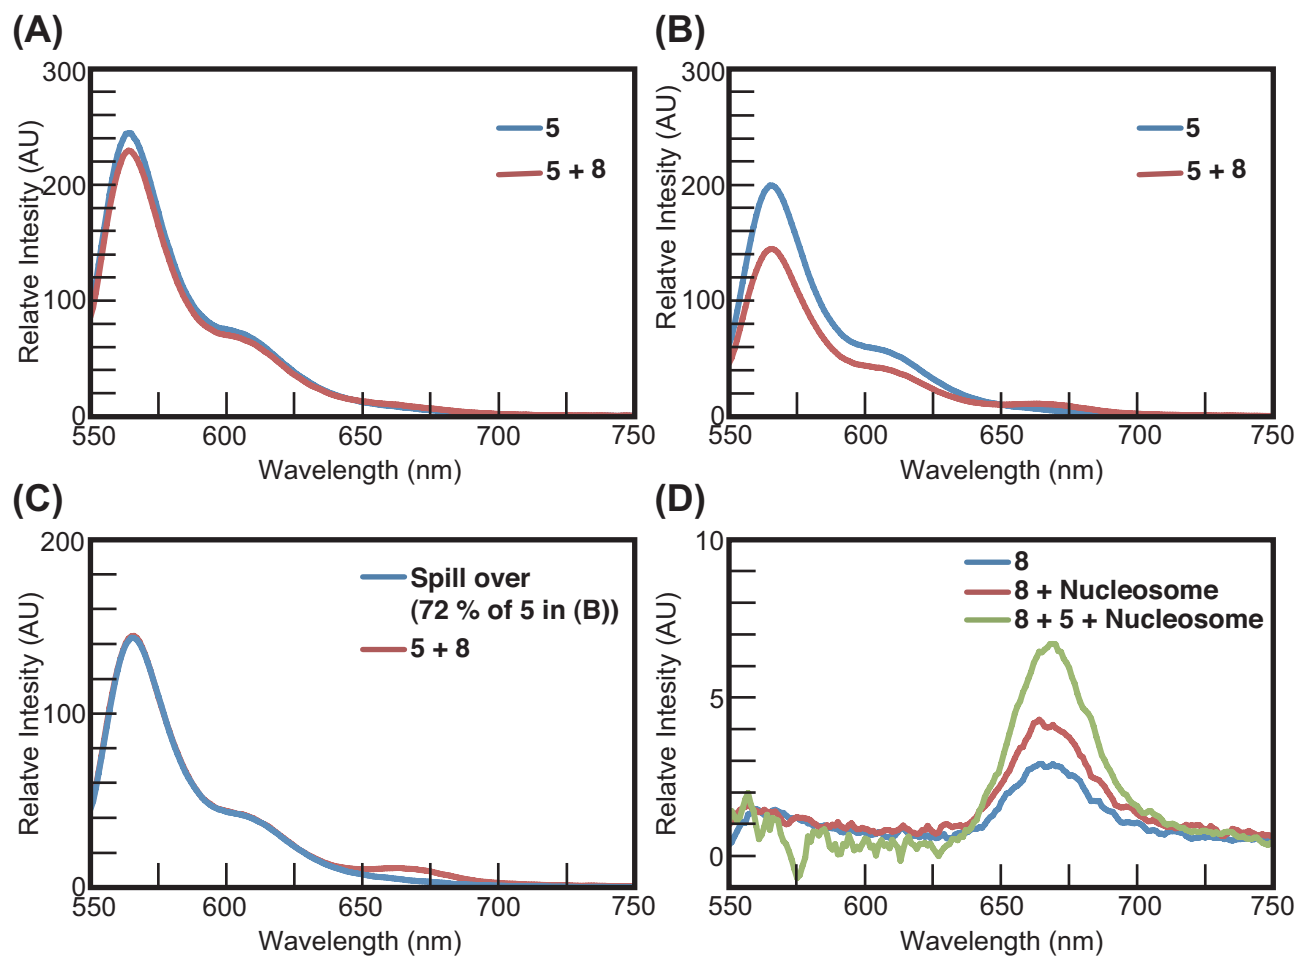 (A)
300
200
100
0
550
600
650
700
750
Relatve Intesity (AU)
Wavelength (nm)
5
5 + 8
(B)
300
200
100
0
550
600
650
700
750
Relatve Intesity (AU)
Wavelength (nm)
5
5 + 8
(C)
200
100
0
550
600
650
700
750
Relatve Intesity (AU)
Wavelength (nm)
Spill over
(72 % of 5 in (B))
5 + 8
(D)
10
5
0
550
600
650
700
750
Relatve Intesity (AU)
Wavelength (nm)
8
8 + Nucleosome
8 + 5 + Nucleosome